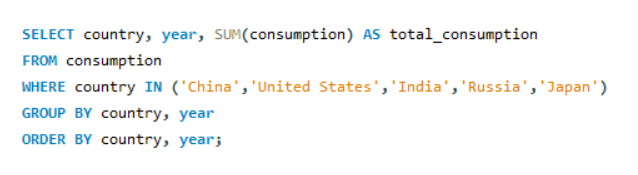 SELECT country, year, SUM(consumption) AS total_consumption
FROM consumption
WHERE country IN ('China','United States','India','Russia','Japan')
GROUP BY country, year
ORDER BY country, year;